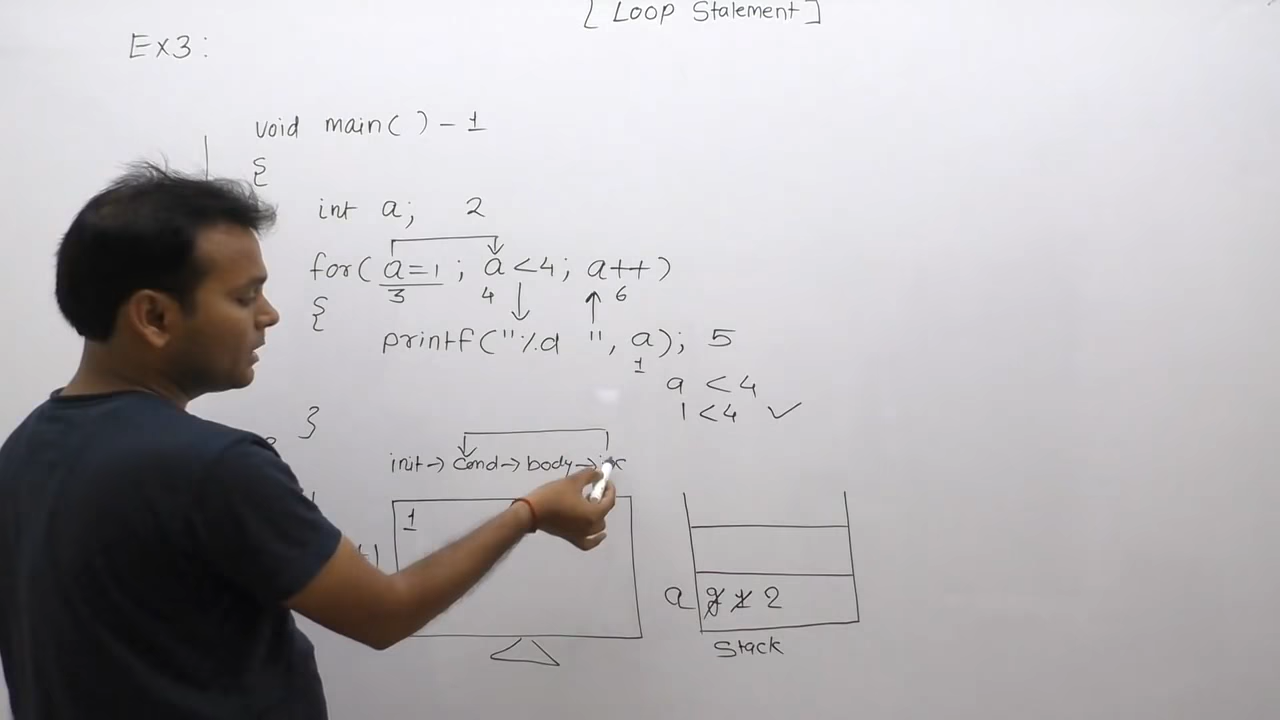 [ Loop Statement ]
Ex3 :
void main( ) - 1
{
int a; 2
for( a=1 ; a <4; a++ )
3 4 6
{
printf("%d ", a); 5
1
a < 4
1 < 4 ✓
}
init → cond → body →
1
a g 1 2
Stack